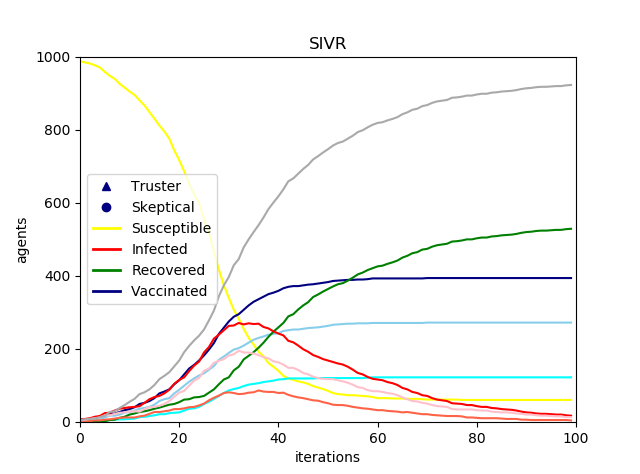 SIVR
1000
800
600
400
200
0
agents
Truster
Skeptical
Susceptible
Infected
Recovered
Vaccinated
0 20 40 60 80 100
iterations